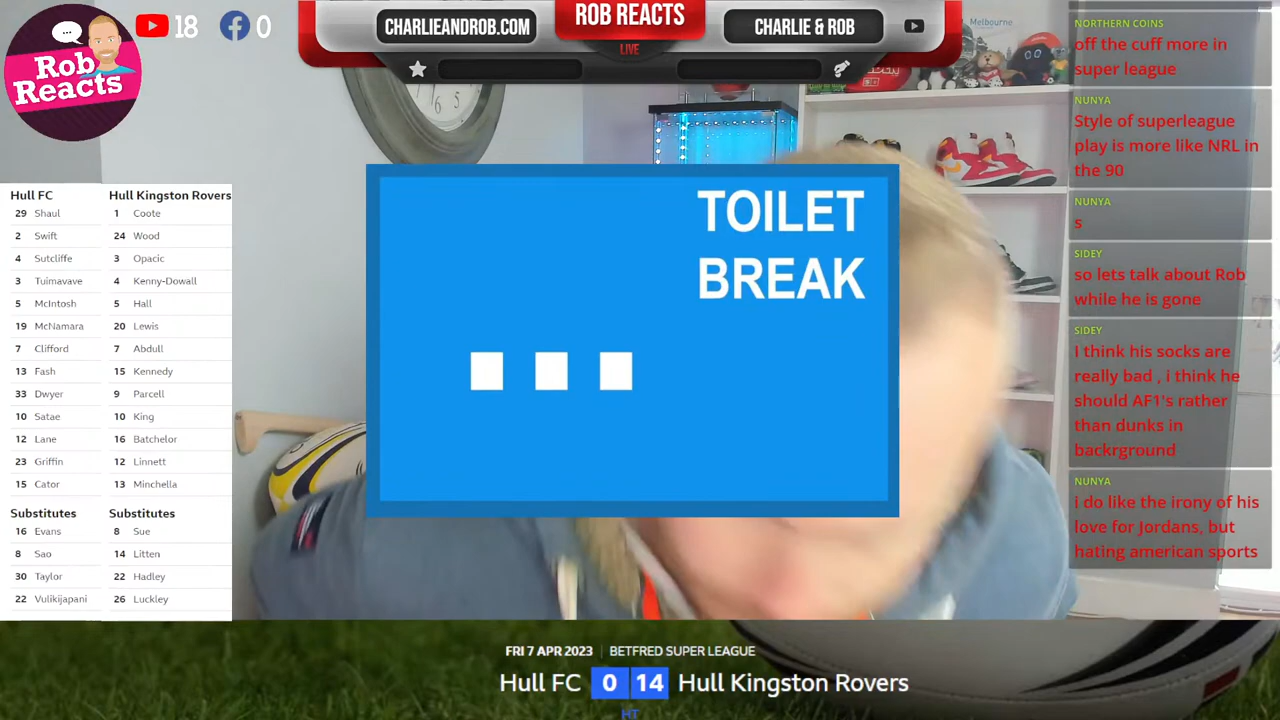 Rob
Reacts
18
0
CHARLIEANDROB.COM
ROB REACTS
LIVE
CHARLIE & ROB
Melbourne
Hull FC
29 Shaul
2 Swift
4 Sutcliffe
3 Tuimavave
5 McIntosh
19 McNamara
7 Clifford
13 Fash
33 Dwyer
10 Satae
12 Lane
23 Griffin
15 Cator
Substitutes
16 Evans
8 Sao
30 Taylor
22 Vulikijapani
Hull Kingston Rovers
1 Coote
24 Wood
3 Opacic
4 Kenny-Dowall
5 Hall
20 Lewis
7 Abdull
15 Kennedy
9 Parcell
10 King
16 Batchelor
12 Linnett
13 Minchella
Substitutes
8 Sue
14 Litten
22 Hadley
26 Luckley
TOILET
BREAK
NORTHERN COINS
off the cuff more in
super league
NUNYA
Style of superleague
play is more like NRL in
the 90
NUNYA
s
SIDEY
so lets talk about Rob
while he is gone
SIDEY
I think his socks are
really bad , i think he
should AF1's rather
than dunks in
backrground
NUNYA
i do like the irony of his
love for Jordans, but
hating american sports
FRI 7 APR 2023 BETFRED SUPER LEAGUE
Hull FC 0 14 Hull Kingston Rovers
HT